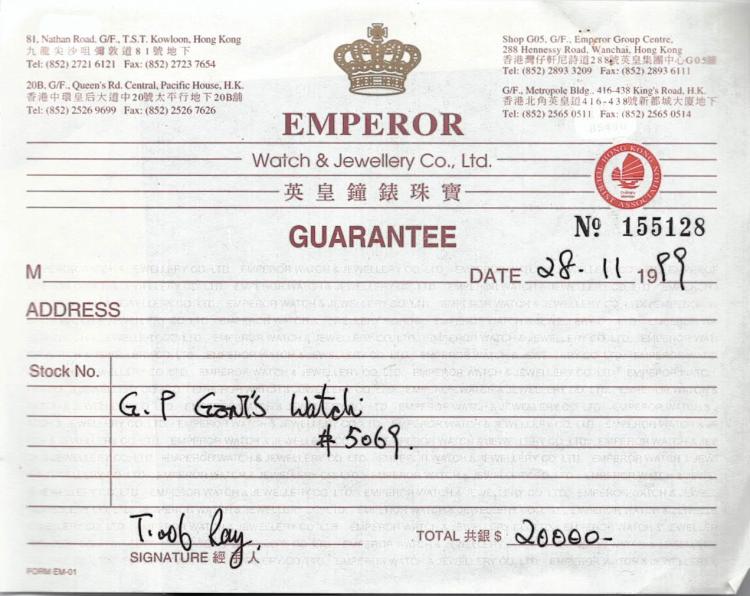 81, Nathan Road, G/F., T.S.T. Kowloon, Hong Kong
九龍尖沙咀彌敦道81號地下
Tel: (852) 2721 6121 Fax: (852) 2723 7654
20B, G/F., Queen's Rd. Central, Pacific House, H.K.
香港中環皇后大道中20號太平行地下20B舖
Tel: (852) 2526 9699 Fax: (852) 2526 7626
Shop G05, G/F., Emperor Group Centre,
288 Hennessy Road, Wanchai, Hong Kong
香港灣仔軒尼詩道288號英皇集團中心G05
Tel: (852) 2893 3209 Fax: (852) 2893 6111
G/F., Metropole Bldg., 416-438 King's Road, H.K.
香港北角英皇道416-438號新都城大廈地下
Tel: (852) 2565 0511 Fax: (852) 2565 0514
EMPEROR
Watch & Jewellery Co., Ltd.
英皇鐘錶珠寶
HONG KONG TOURIST ASSOCIATION
GUARANTEE
No 155128
M
DATE 28-11 1999
ADDRESS
Stock No.
G.P Gent's Watch
# 5069.
TOTAL 共銀 $ 20000-
SIGNATURE 經手人
FORM EM-01